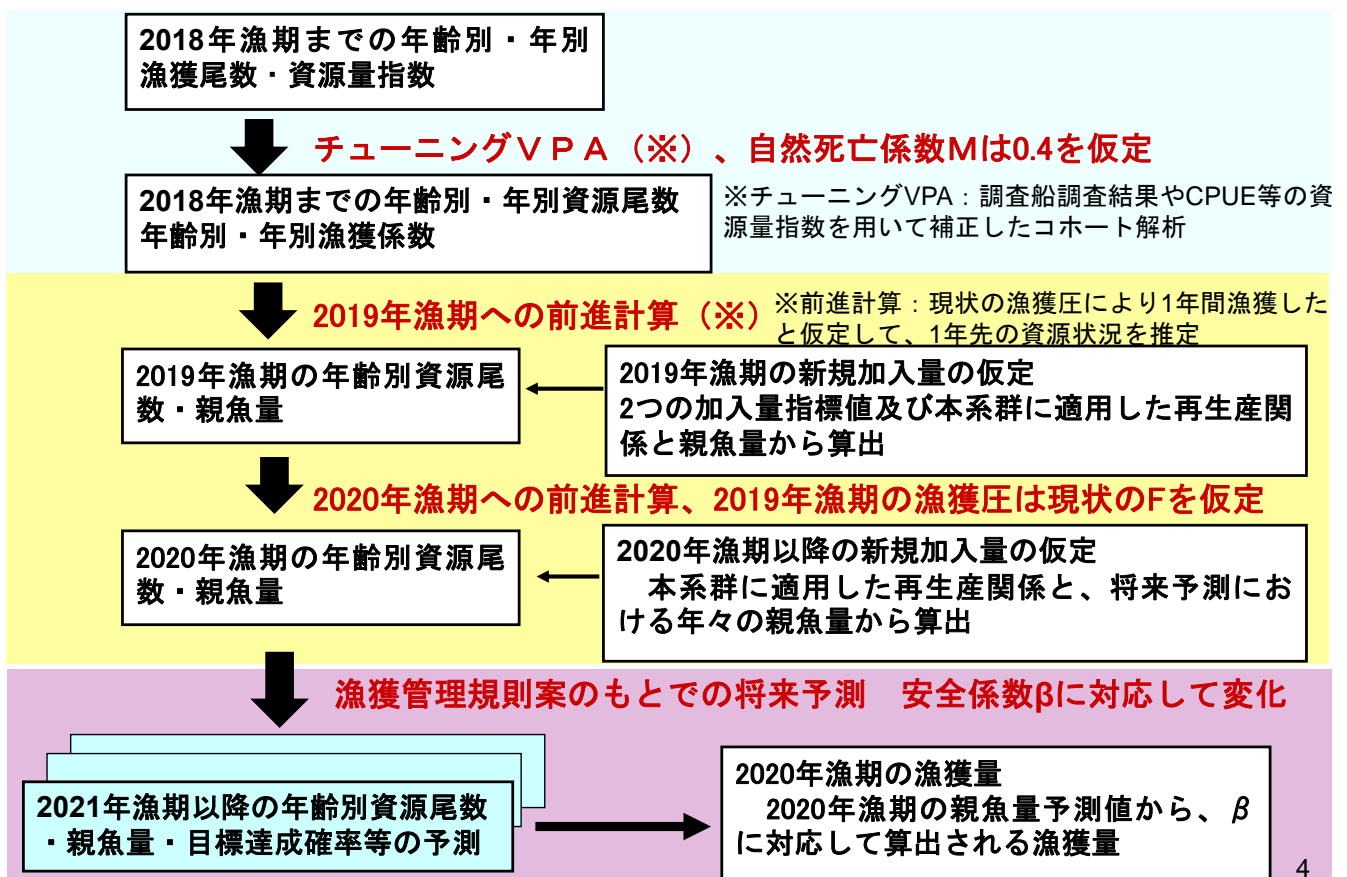 2018年漁期までの年齢別・年別
漁獲尾数・資源量指数
チューニングＶＰＡ（※）、自然死亡係数Mは0.4を仮定
2018年漁期までの年齢別・年別資源尾数
年齢別・年別漁獲係数
※チューニングVPA：調査船調査結果やCPUE等の資
源量指数を用いて補正したコホート解析
2019年漁期への前進計算（※）
※前進計算：現状の漁獲圧により1年間漁獲した
と仮定して、1年先の資源状況を推定
2019年漁期の年齢別資源尾
数・親魚量
2019年漁期の新規加入量の仮定
2つの加入量指標値及び本系群に適用した再生産関
係と親魚量から算出
2020年漁期への前進計算、2019年漁期の漁獲圧は現状のFを仮定
2020年漁期の年齢別資源尾
数・親魚量
2020年漁期以降の新規加入量の仮定
本系群に適用した再生産関係と、将来予測にお
ける年々の親魚量から算出
漁獲管理規則案のもとでの将来予測　安全係数βに対応して変化
2021年漁期以降の年齢別資源尾数
・親魚量・目標達成確率等の予測
2020年漁期の漁獲量
2020年漁期の親魚量予測値から、β
に対応して算出される漁獲量
4